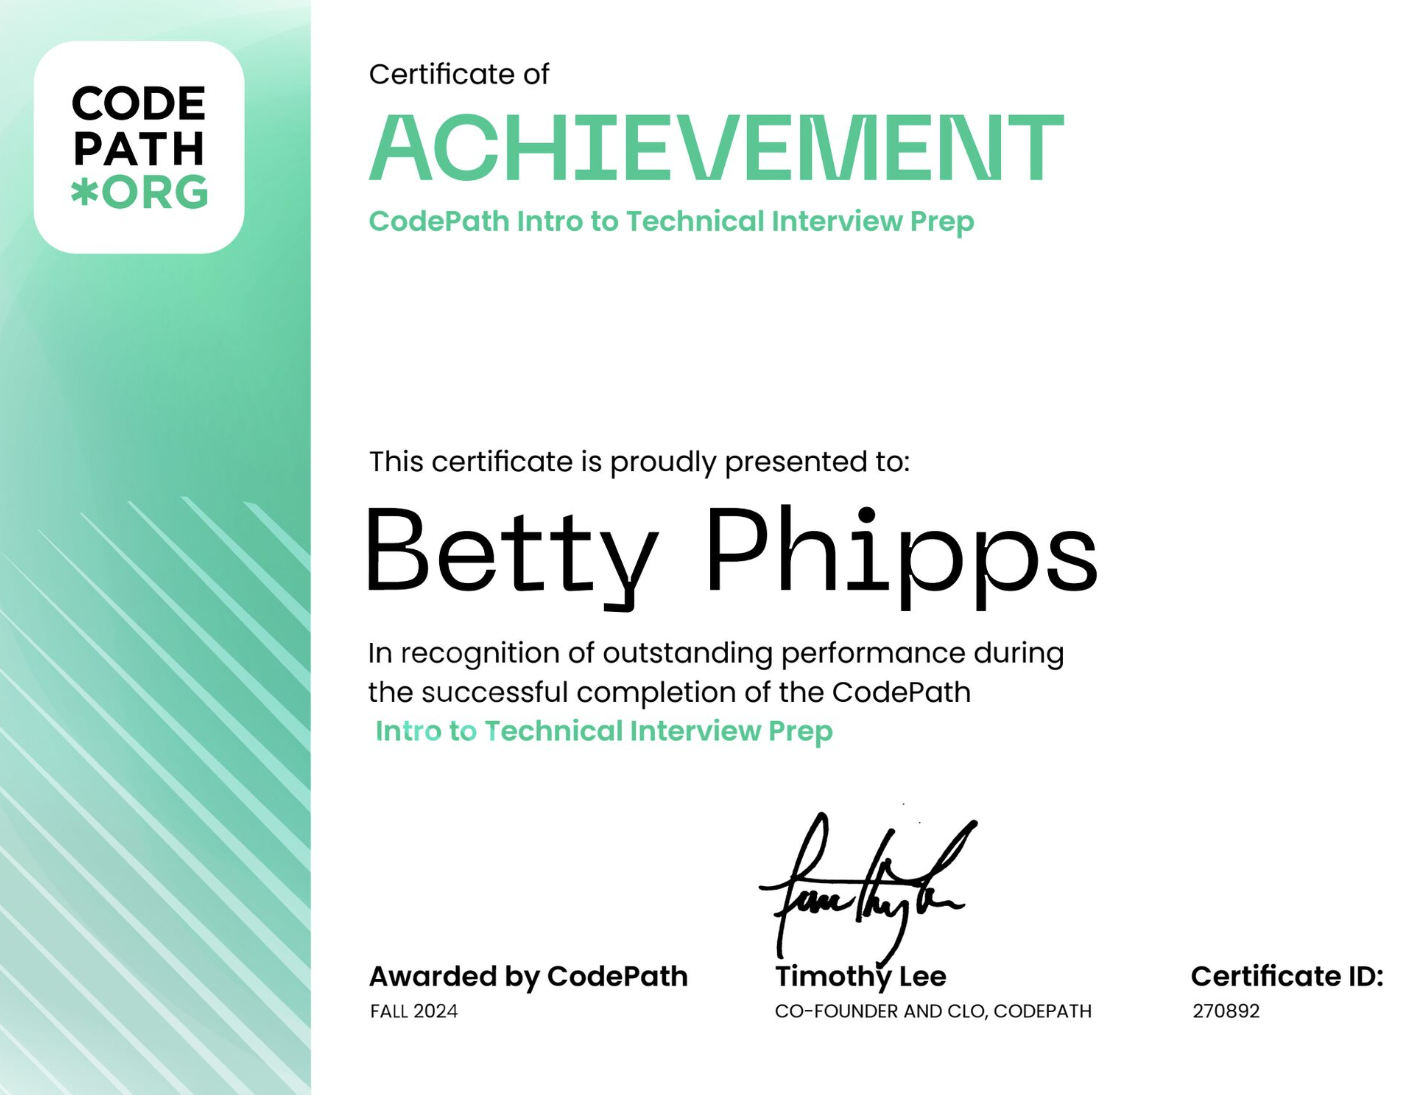 CODE
PATH
*ORG
Certificate of
ACHIEVEMENT
CodePath Intro to Technical Interview Prep
This certificate is proudly presented to:
Betty Phipps
In recognition of outstanding performance during
the successful completion of the CodePath
Intro to Technical Interview Prep
Awarded by CodePath
FALL 2024
Timothy Lee
CO-FOUNDER AND CLO, CODEPATH
Certificate ID:
270892